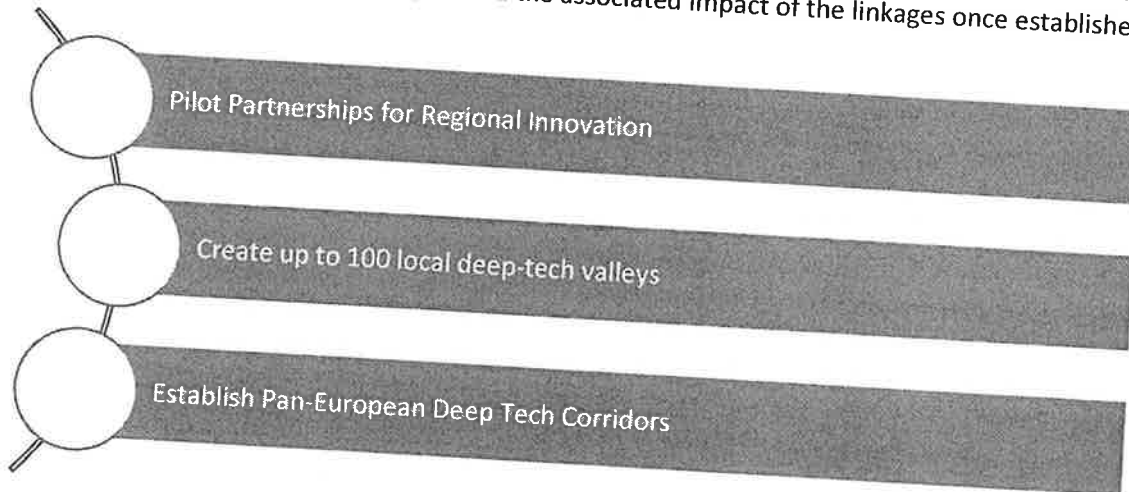 the associated impact of the linkages once establishe
Pilot Partnerships for Regional Innovation
Create up to 100 local deep-tech valleys
Establish Pan-European Deep Tech Corridors